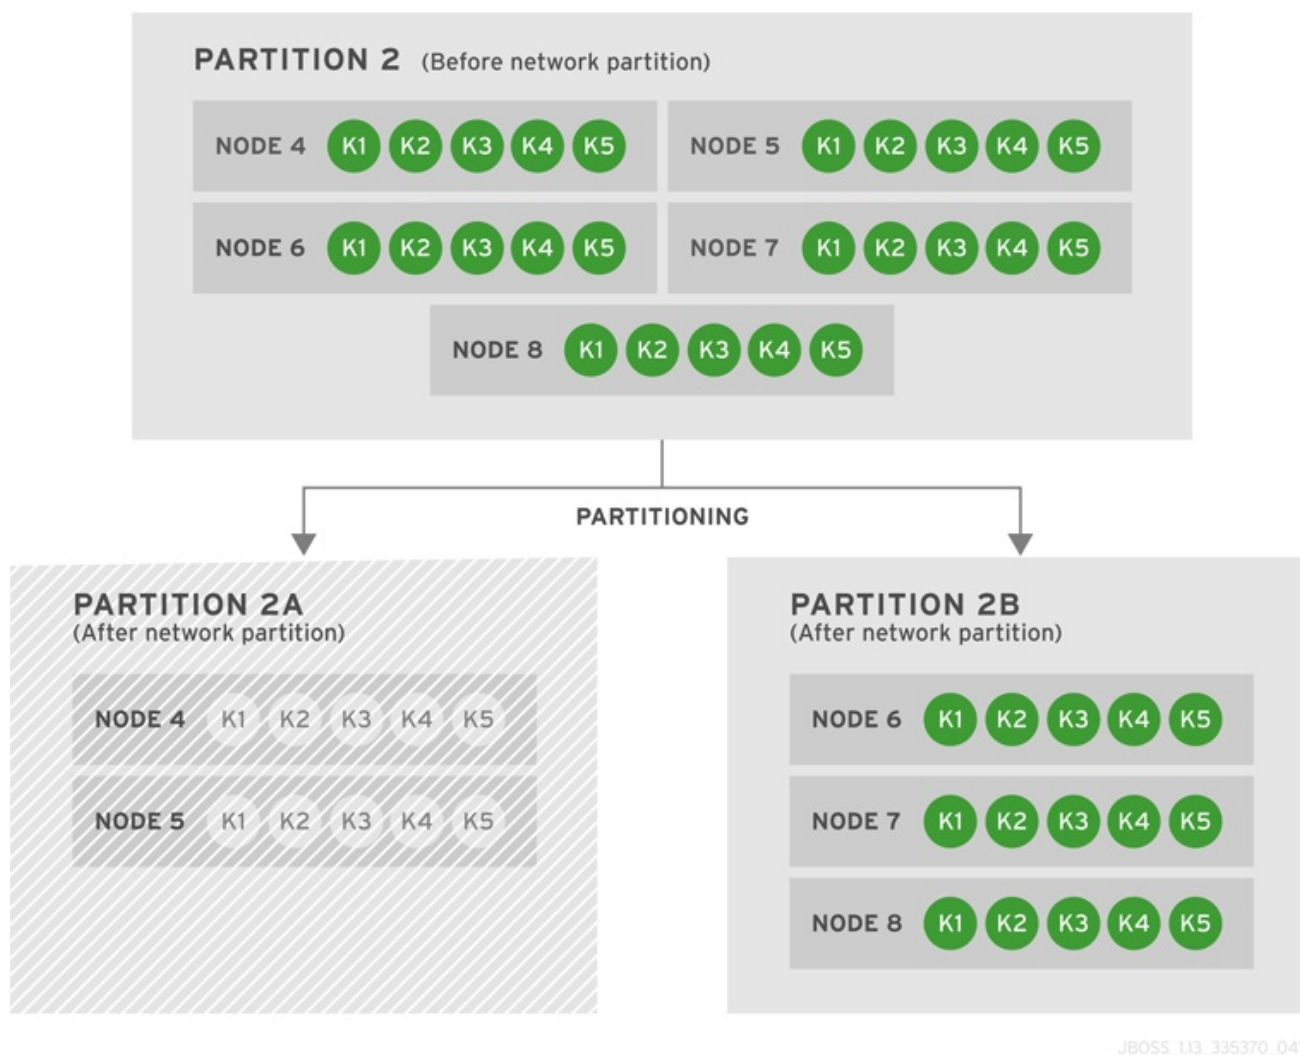 PARTITION 2 (Before network partition)
NODE 4 K1 K2 K3 K4 K5
NODE 5 K1 K2 K3 K4 K5
NODE 6 K1 K2 K3 K4 K5
NODE 7 K1 K2 K3 K4 K5
NODE 8 K1 K2 K3 K4 K5
PARTITIONING
PARTITION 2A
(After network partition)
NODE 4 K1 K2 K3 K4 K5
NODE 5 K1 K2 K3 K4 K5
PARTITION 2B
(After network partition)
NODE 6 K1 K2 K3 K4 K5
NODE 7 K1 K2 K3 K4 K5
NODE 8 K1 K2 K3 K4 K5
JBOSS_1.13_335370_04